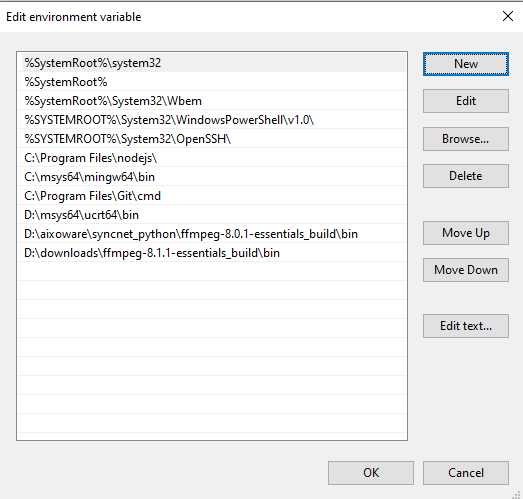 Edit environment variable
%SystemRoot%\system32
%SystemRoot%
%SystemRoot%\System32\Wbem
%SYSTEMROOT%\System32\WindowsPowerShell\v1.0\
%SYSTEMROOT%\System32\OpenSSH\
C:\Program Files\nodejs\
C:\msys64\mingw64\bin
C:\Program Files\Git\cmd
D:\msys64\ucrt64\bin
D:\aixoware\syncnet_python\ffmpeg-8.0.1-essentials_build\bin
D:\downloads\ffmpeg-8.1.1-essentials_build\bin
New
Edit
Browse...
Delete
Move Up
Move Down
Edit text...
OK
Cancel